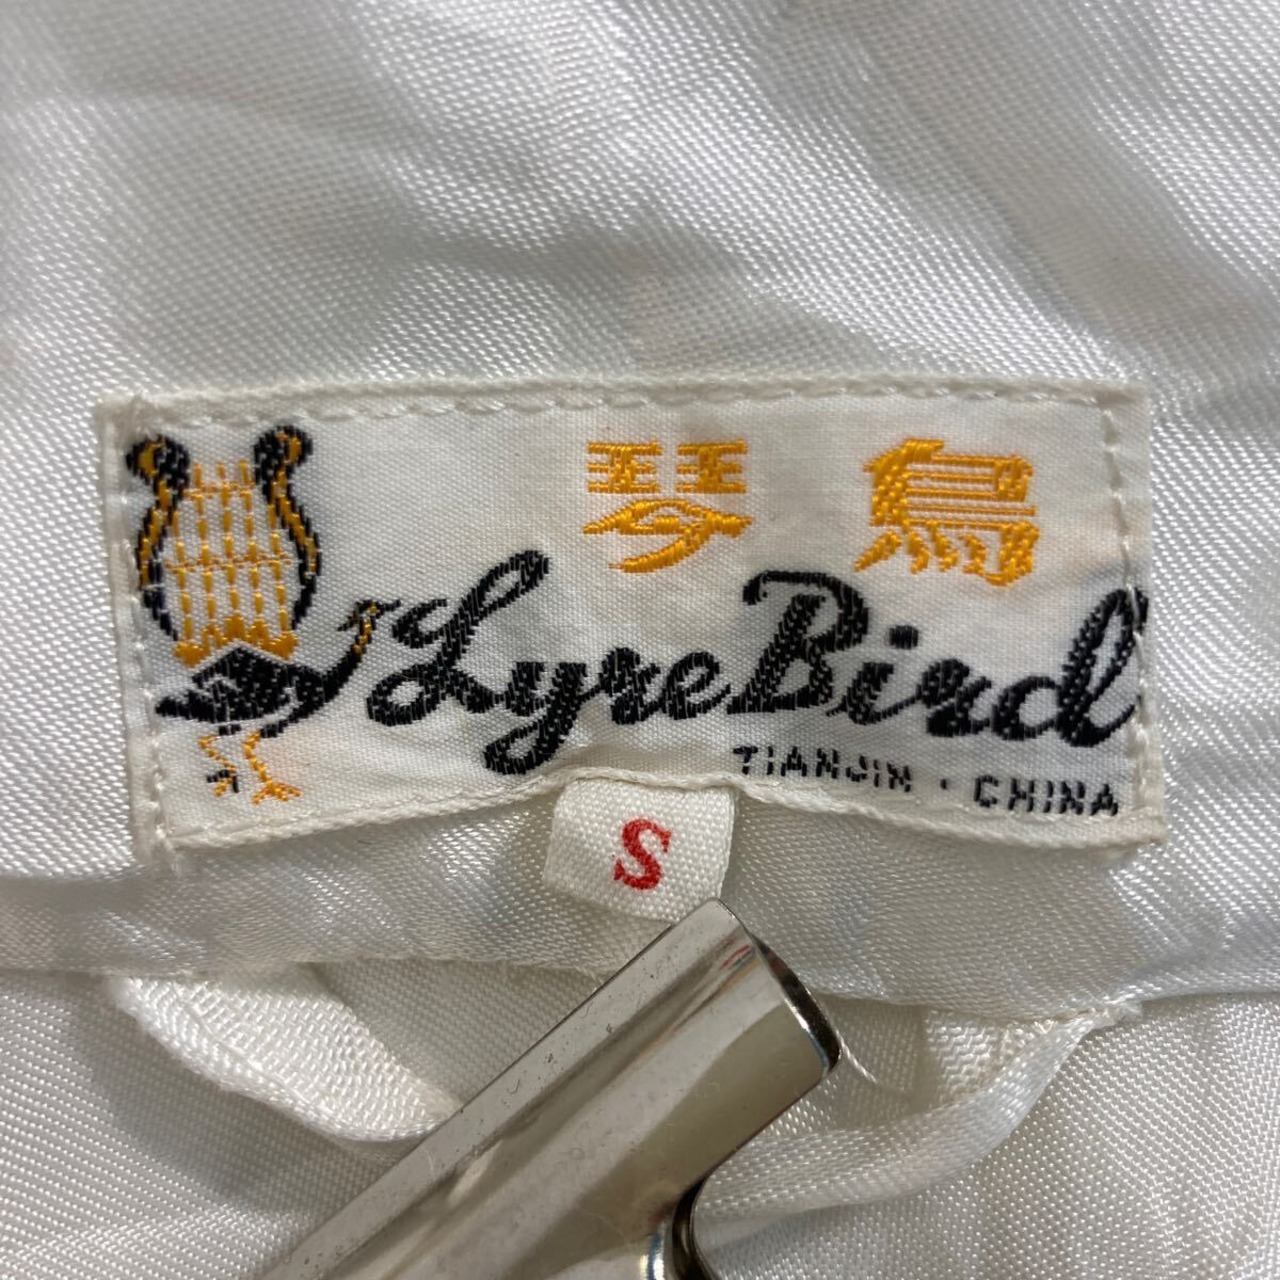 琴鳥
LyreBird
TIANJIN · CHINA
S